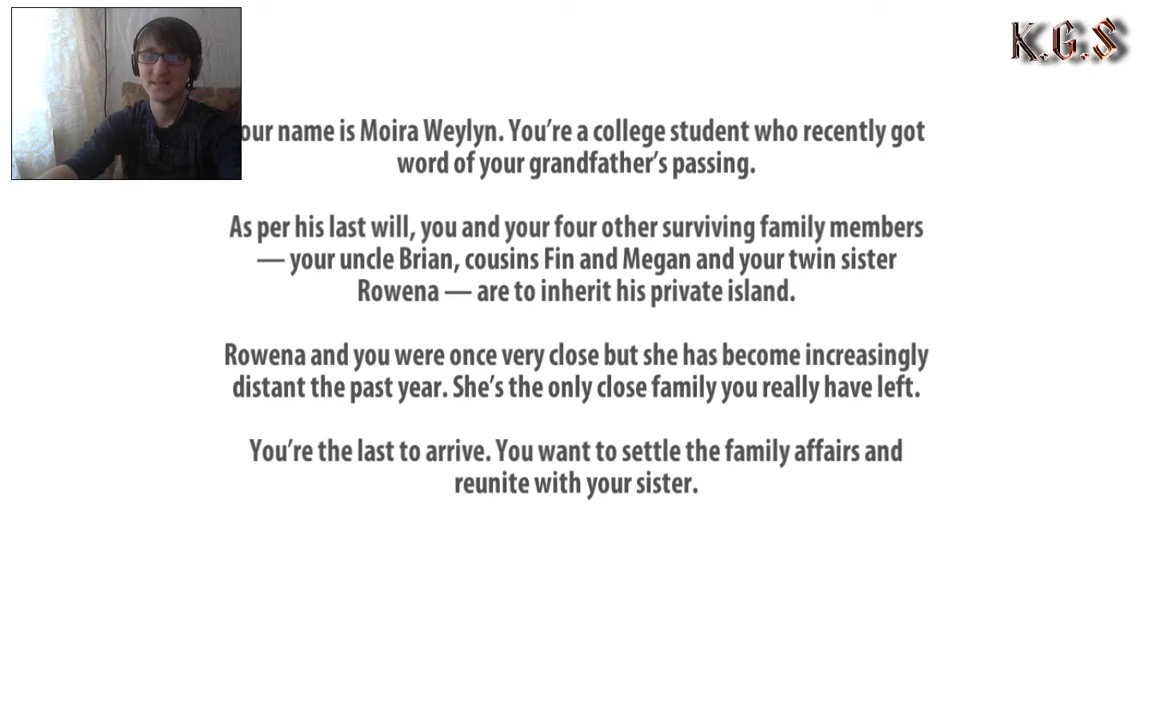 K.G.S
our name is Moira Weylyn. You're a college student who recently got
word of your grandfather's passing.
As per his last will, you and your four other surviving family members
— your uncle Brian, cousins Fin and Megan and your twin sister
Rowena — are to inherit his private island.
Rowena and you were once very close but she has become increasingly
distant the past year. She's the only close family you really have left.
You're the last to arrive. You want to settle the family affairs and
reunite with your sister.